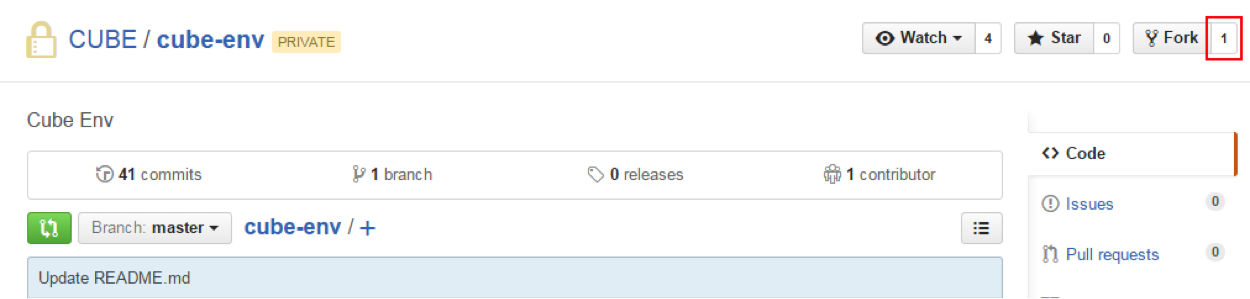 CUBE / cube-env PRIVATE Watch 4 Star 0 Fork 1
Cube Env
41 commits 1 branch 0 releases 1 contributor
Branch: master cube-env / +
Update README.md
Code
Issues 0
Pull requests 0